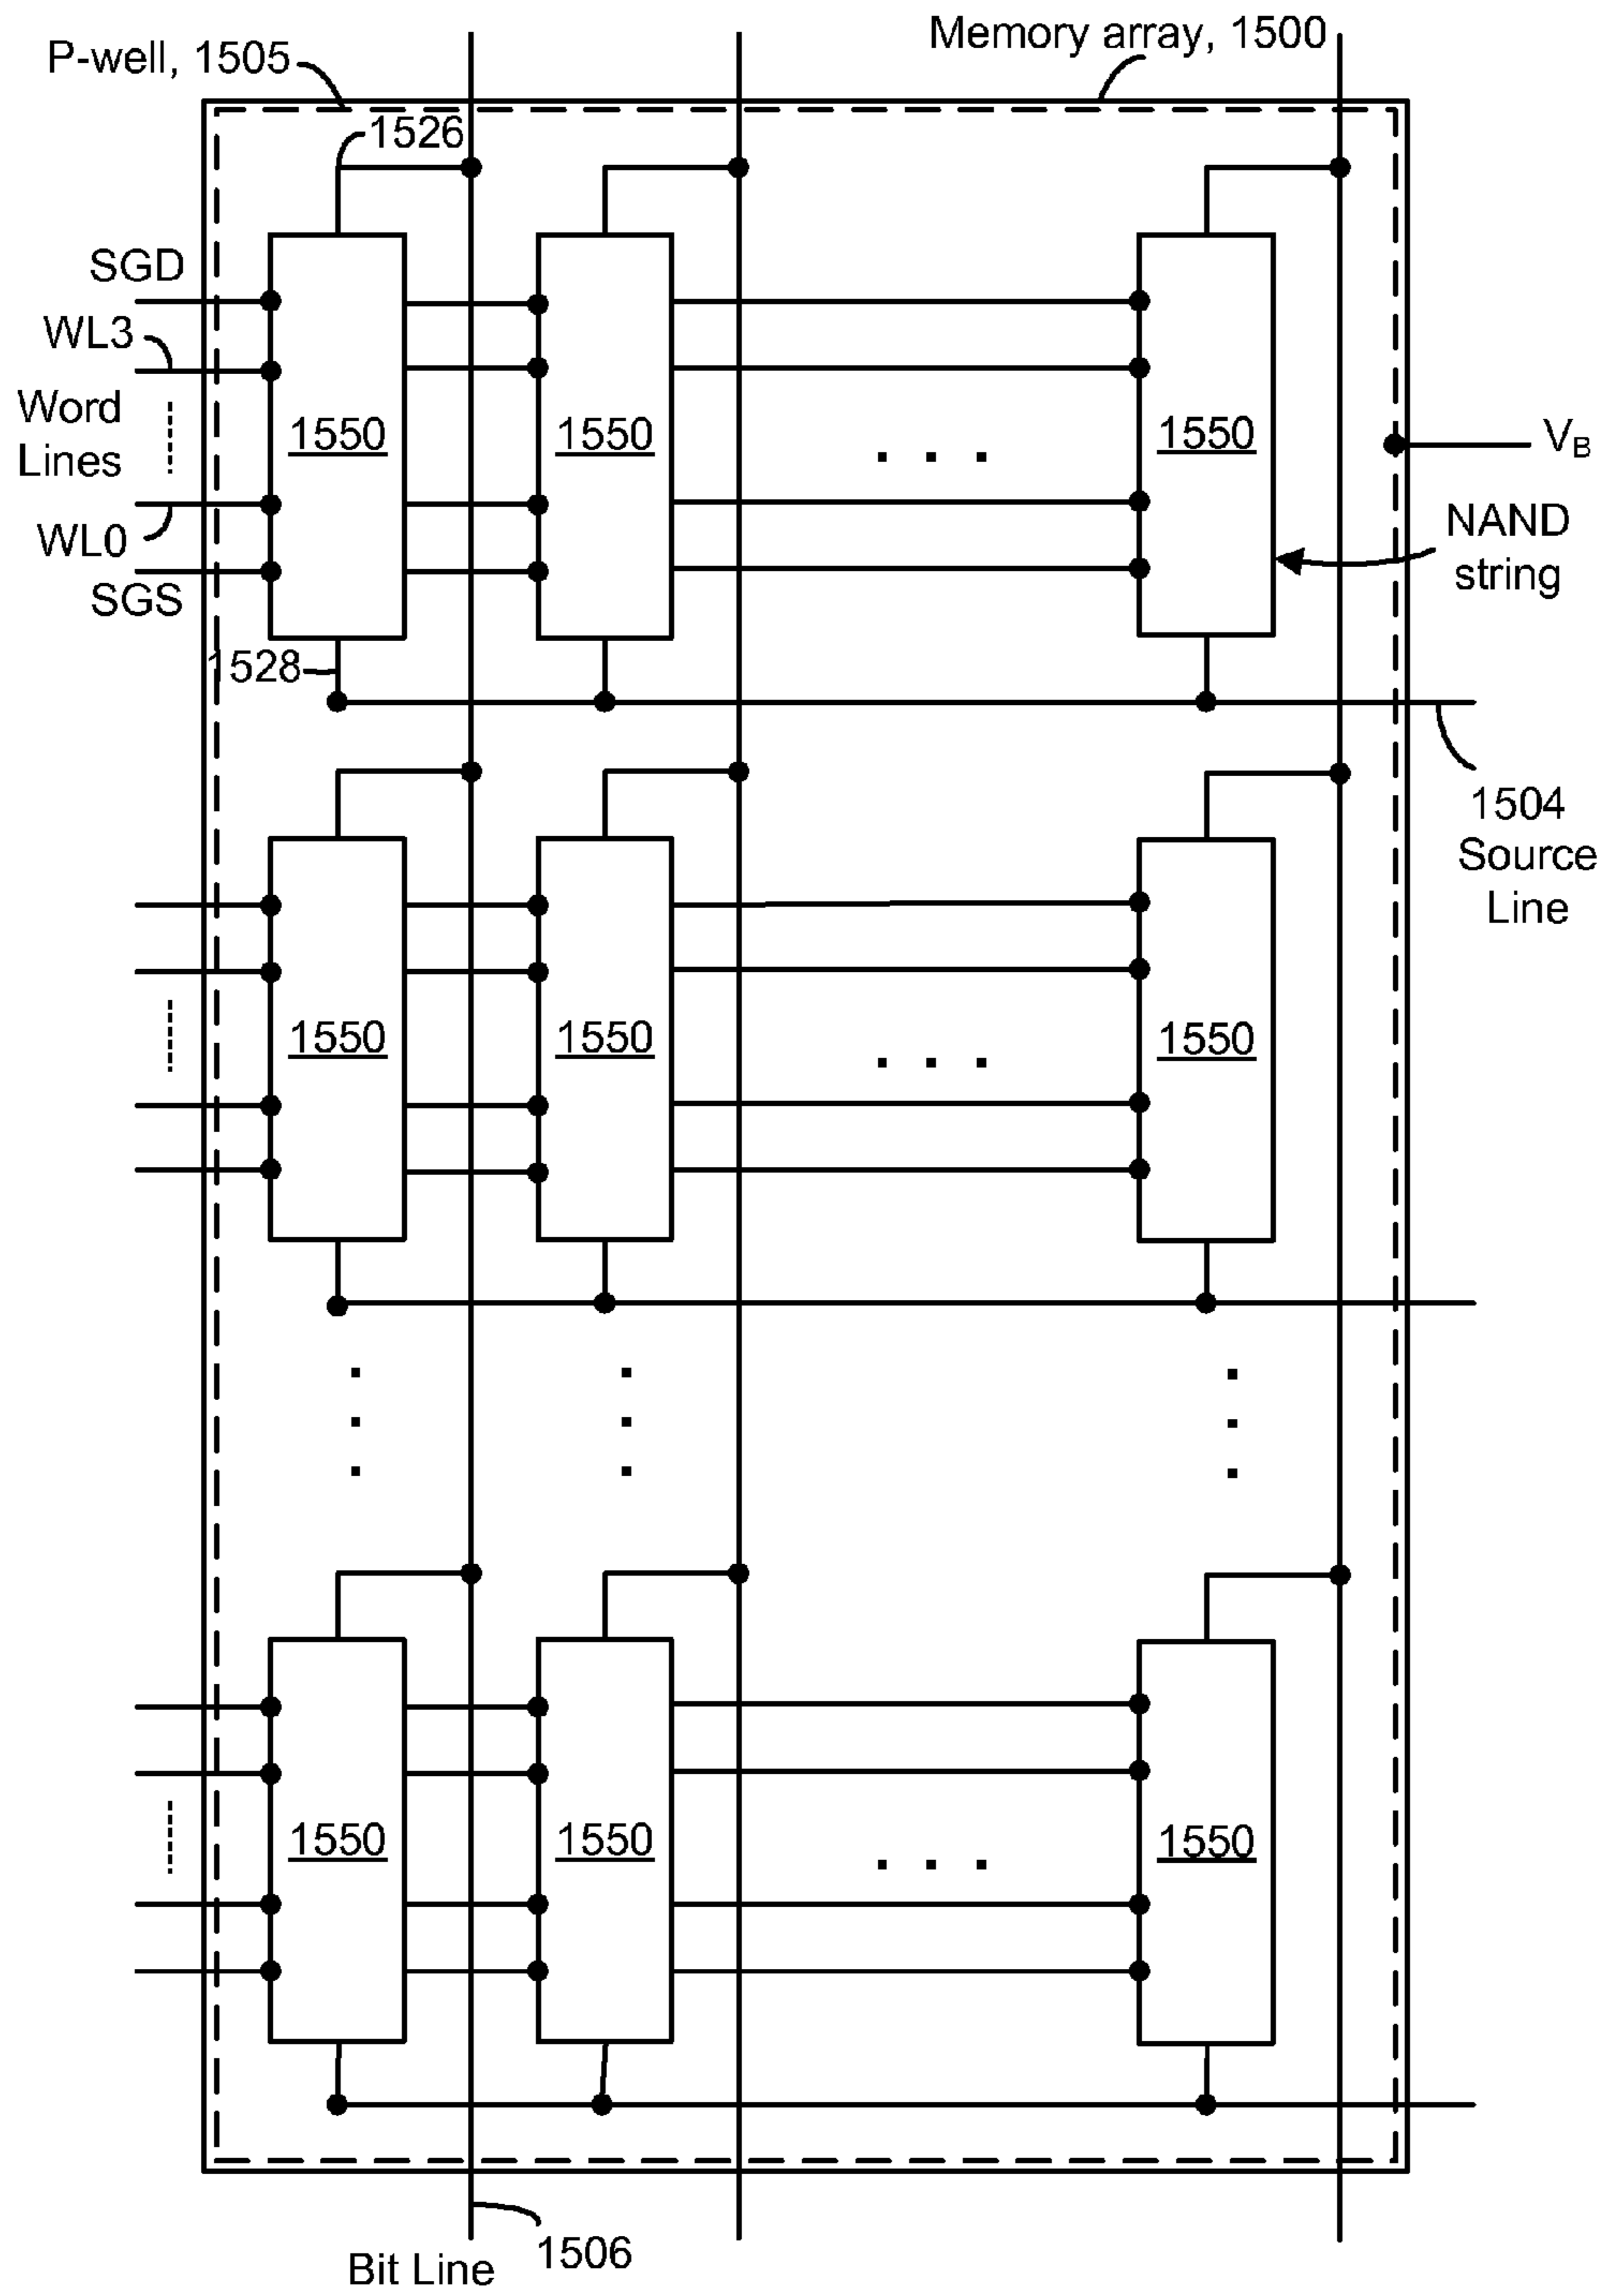 Memory array, 1500
P-well, 1505
1526
SGD
WL3
Word
Lines
WL0
SGS
1550 1550 1550
V_B
NAND
string
1528
1504
Source
Line
1550 1550 1550
1550 1550 1550
1506
Bit Line